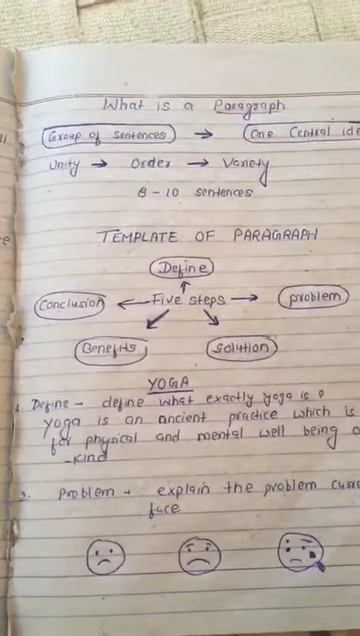 What is a Paragraph
Group of sentences → One Central ide
Unity → Order → Variety
8 - 10 sentences
TEMPLATE OF PARAGRAPH
Define
Conclusion ← Five steps → problem
Benefits solution
YOGA
1. Define - define what exactly yoga is ?
Yoga is an ancient practice which is
for physical and mental well being o
-kind
2. Problem → explain the problem
face